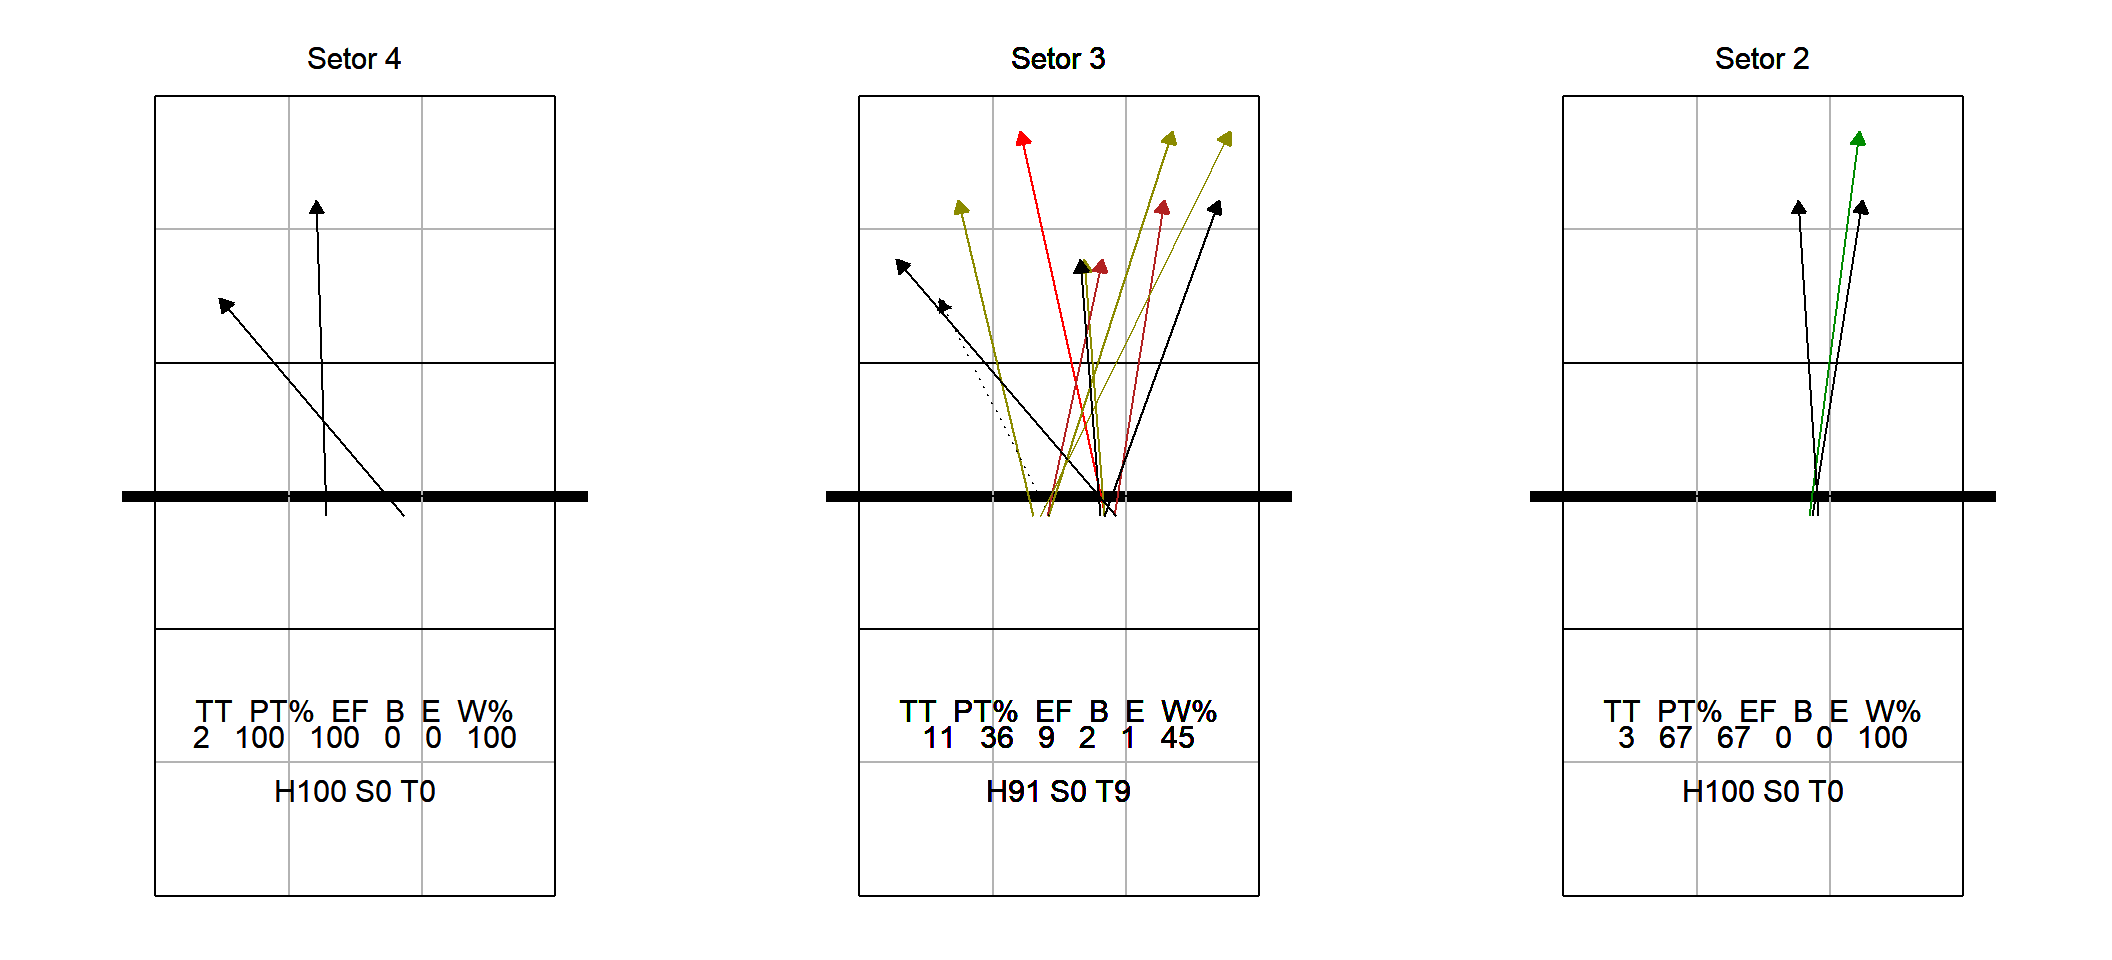 Setor 4
TT PT% EF B E W%
2 100 100 0 0 100
H100 S0 T0
Setor 3
TT PT% EF B E W%
11 36 9 2 1 45
H91 S0 T9
Setor 2
TT PT% EF B E W%
3 67 67 0 0 100
H100 S0 T0